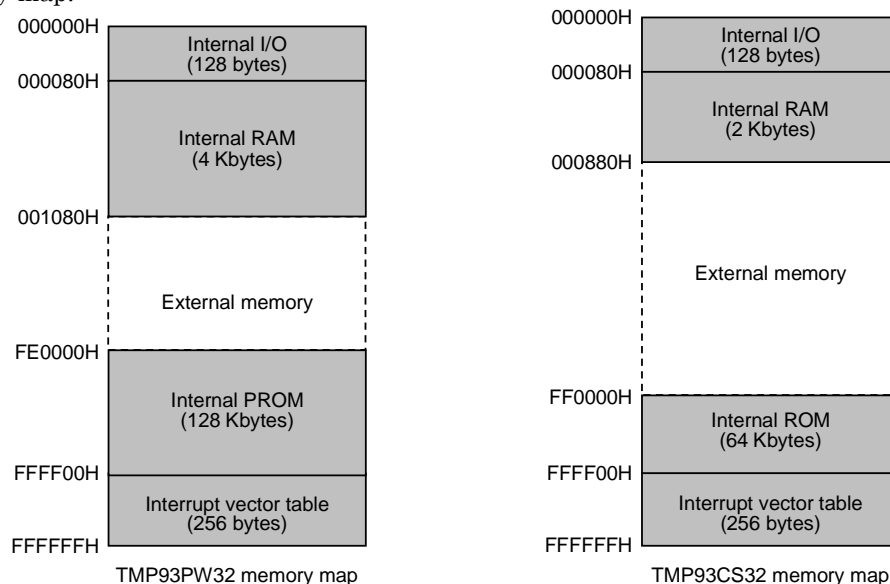 y map.
000000H
Internal I/O
(128 bytes)
000080H
Internal RAM
(4 Kbytes)
001080H
External memory
FE0000H
Internal PROM
(128 Kbytes)
FFFF00H
Interrupt vector table
(256 bytes)
FFFFFFH
TMP93PW32 memory map
000000H
Internal I/O
(128 bytes)
000080H
Internal RAM
(2 Kbytes)
000880H
External memory
FF0000H
Internal ROM
(64 Kbytes)
FFFF00H
Interrupt vector table
(256 bytes)
FFFFFFH
TMP93CS32 memory map